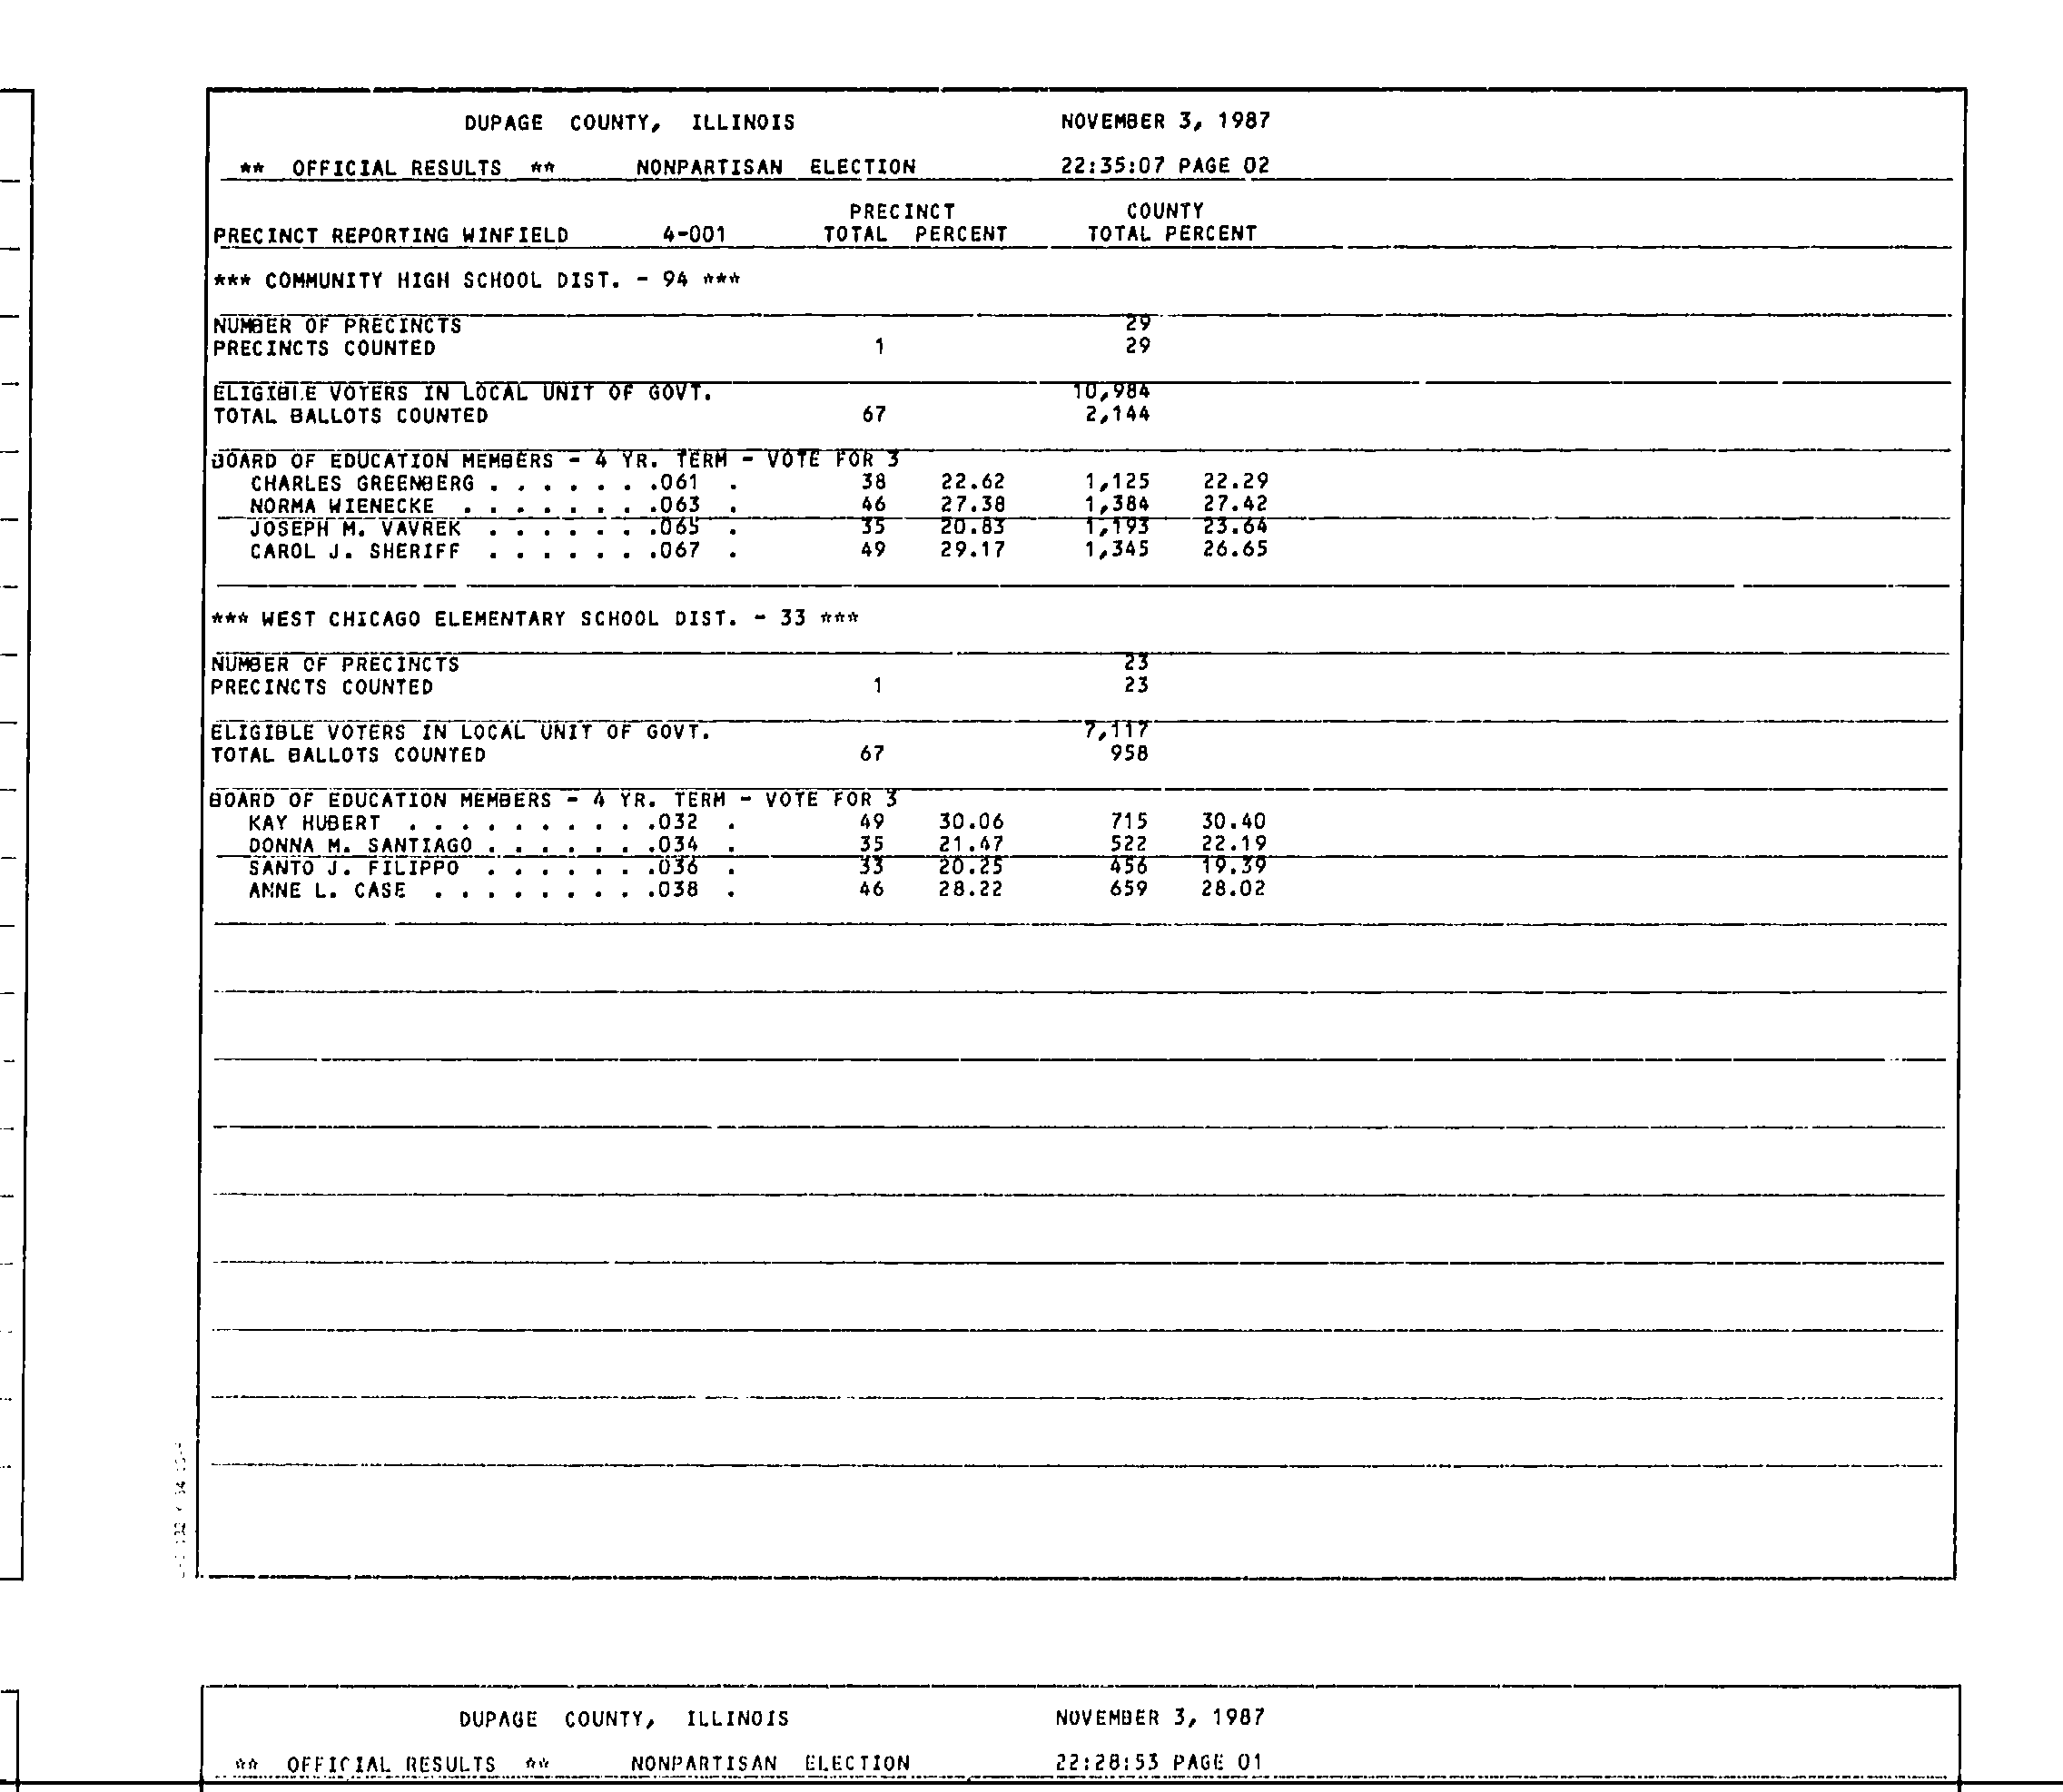 DUPAGE COUNTY, ILLINOIS NOVEMBER 3, 1987
** OFFICIAL RESULTS ** NONPARTISAN ELECTION 22:35:07 PAGE 02
PRECINCT COUNTY
PRECINCT REPORTING WINFIELD 4-001 TOTAL PERCENT TOTAL PERCENT
*** COMMUNITY HIGH SCHOOL DIST. - 94 ***
NUMBER OF PRECINCTS 29
PRECINCTS COUNTED 1 29
ELIGIBLE VOTERS IN LOCAL UNIT OF GOVT. 10,984
TOTAL BALLOTS COUNTED 67 2,144
BOARD OF EDUCATION MEMBERS - 4 YR. TERM - VOTE FOR 3
CHARLES GREENBERG . . . . . . .061 . 38 22.62 1,125 22.29
NORMA WIENECKE . . . . . . . .063 . 46 27.38 1,384 27.42
JOSEPH M. VAVREK . . . . . . .065 . 35 20.83 1,193 23.64
CAROL J. SHERIFF . . . . . . .067 . 49 29.17 1,345 26.65
*** WEST CHICAGO ELEMENTARY SCHOOL DIST. - 33 ***
NUMBER OF PRECINCTS 23
PRECINCTS COUNTED 1 23
ELIGIBLE VOTERS IN LOCAL UNIT OF GOVT. 7,117
TOTAL BALLOTS COUNTED 67 958
BOARD OF EDUCATION MEMBERS - 4 YR. TERM - VOTE FOR 3
KAY HUBERT . . . . . . . . . .032 . 49 30.06 715 30.40
DONNA M. SANTIAGO . . . . . . .034 . 35 21.47 522 22.19
SANTO J. FILIPPO . . . . . . .036 . 33 20.25 456 19.39
ANNE L. CASE . . . . . . . . .038 . 46 28.22 659 28.02
DUPAGE COUNTY, ILLINOIS NOVEMBER 3, 1987
** OFFICIAL RESULTS ** NONPARTISAN ELECTION 22:28:53 PAGE 01